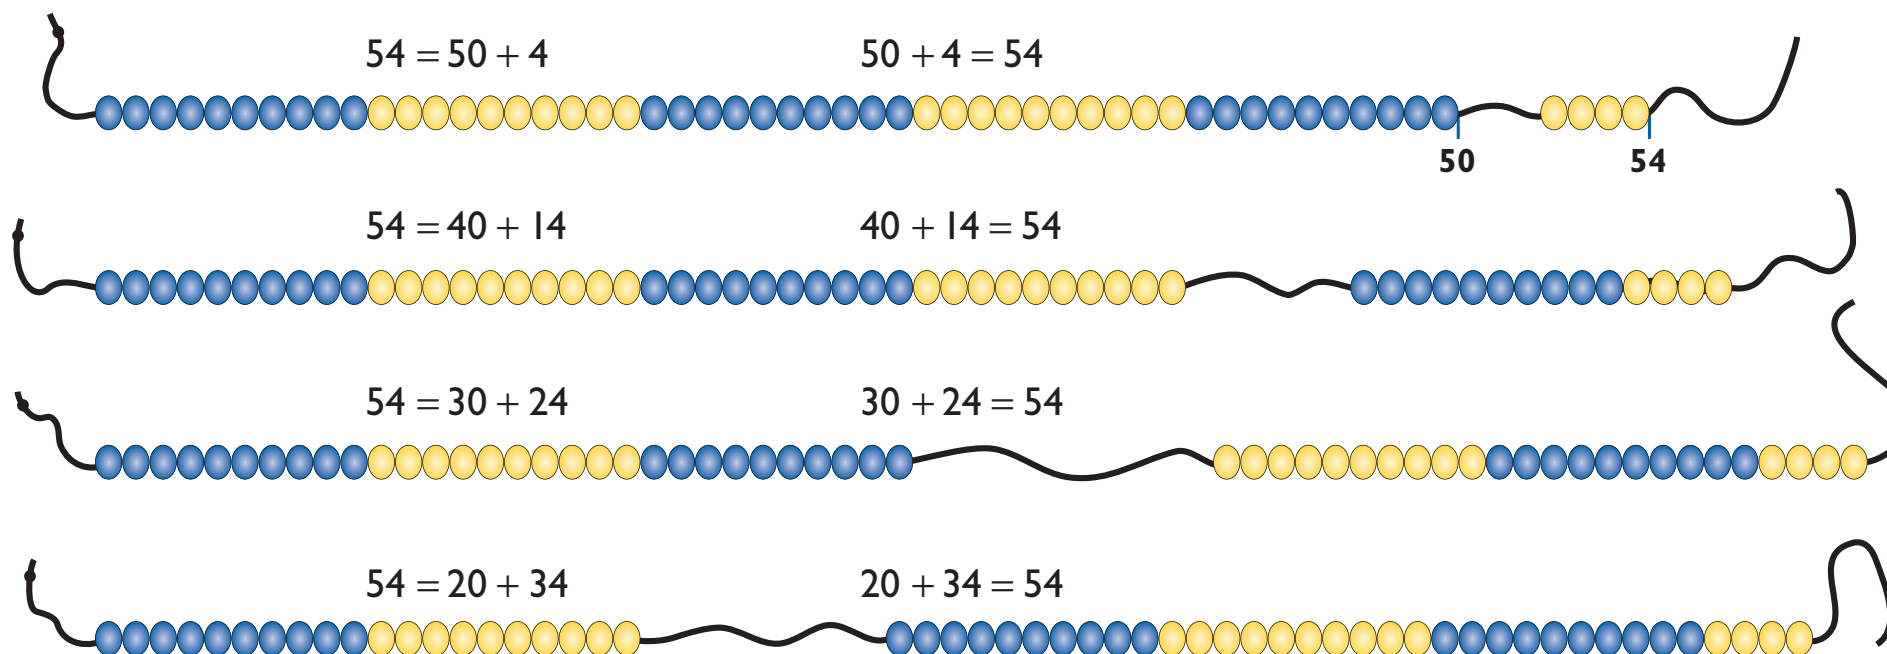 54 = 50 + 4 50 + 4 = 54
50 54
54 = 40 + 14 40 + 14 = 54
54 = 30 + 24 30 + 24 = 54
54 = 20 + 34 20 + 34 = 54